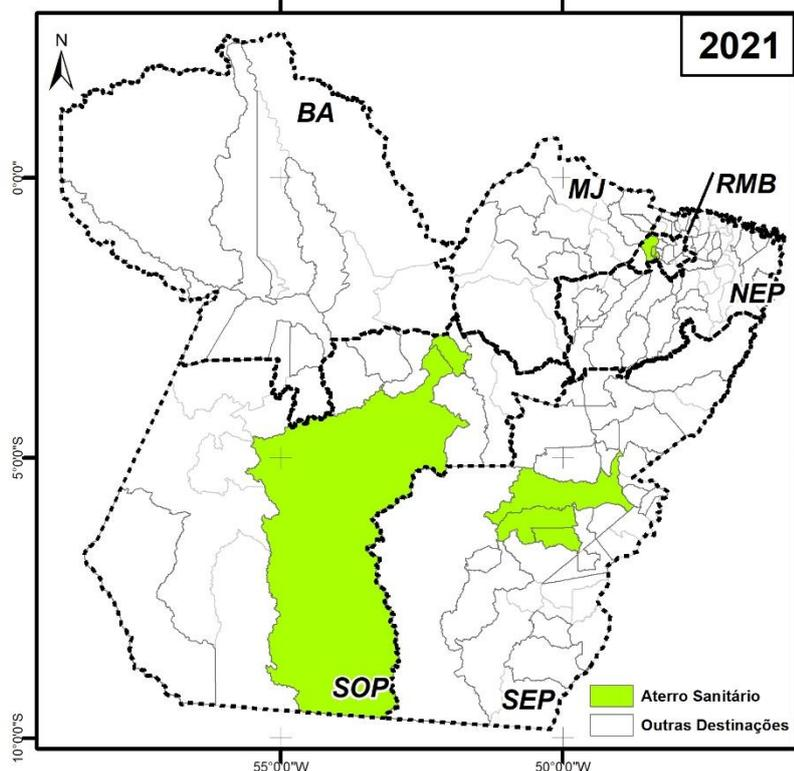 2021
N
BA
MJ
RMB
NEP
SOP
SEP
Aterro Sanitário
Outras Destinações
0°0'0"
5°0'0"S
10°0'0"S
55°0'0"W
50°0'0"W